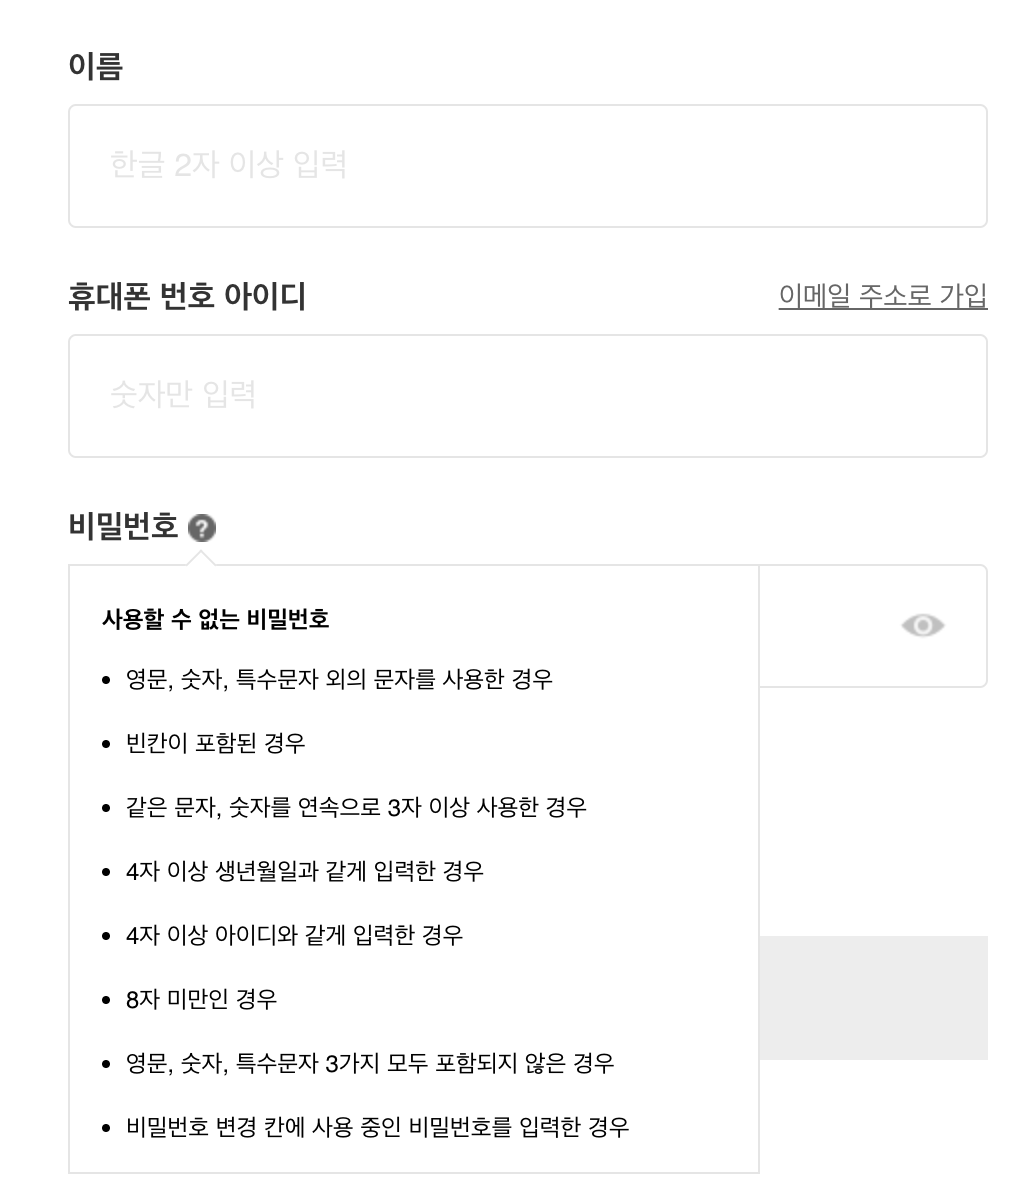 이름
한글 2자 이상 입력
휴대폰 번호 아이디
이메일 주소로 가입
숫자만 입력
비밀번호 ?
사용할 수 없는 비밀번호
• 영문, 숫자, 특수문자 외의 문자를 사용한 경우
• 빈칸이 포함된 경우
• 같은 문자, 숫자를 연속으로 3자 이상 사용한 경우
• 4자 이상 생년월일과 같게 입력한 경우
• 4자 이상 아이디와 같게 입력한 경우
• 8자 미만인 경우
• 영문, 숫자, 특수문자 3가지 모두 포함되지 않은 경우
• 비밀번호 변경 칸에 사용 중인 비밀번호를 입력한 경우